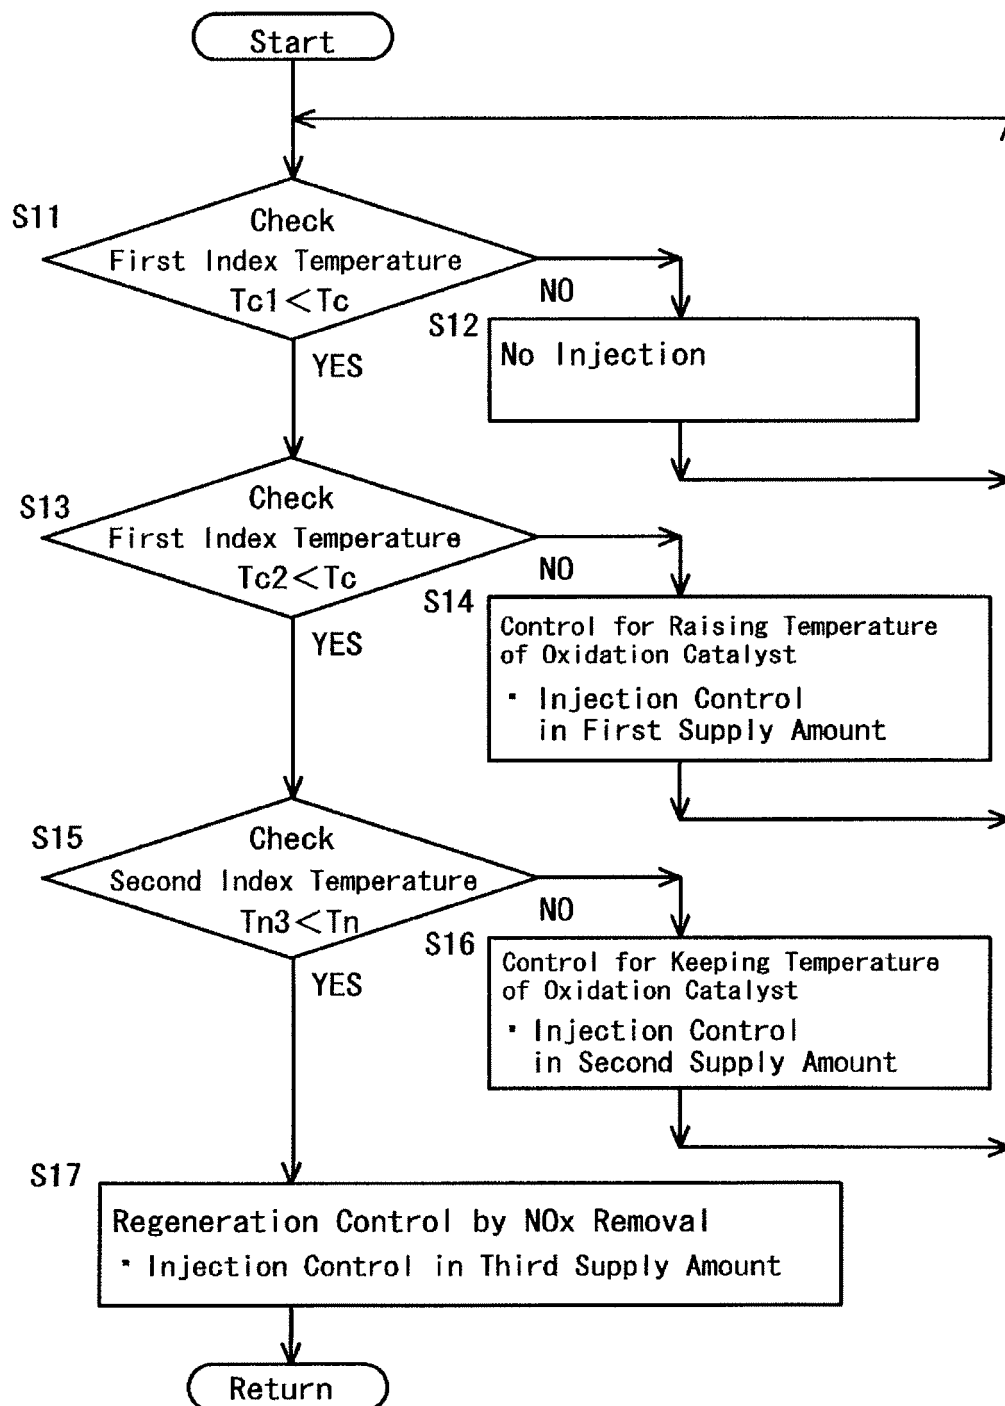 Start
S11
Check
First Index Temperature
Tc1<Tc
NO
YES
S12
No Injection
S13
Check
First Index Temperature
Tc2<Tc
NO
YES
S14
Control for Raising Temperature
of Oxidation Catalyst
▪ Injection Control
in First Supply Amount
S15
Check
Second Index Temperature
Tn3<Tn
NO
YES
S16
Control for Keeping Temperature
of Oxidation Catalyst
▪ Injection Control
in Second Supply Amount
S17
Regeneration Control by NOx Removal
▪ Injection Control in Third Supply Amount
Return